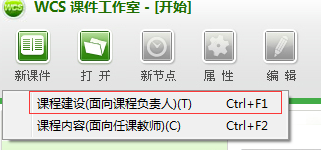 WCS WCS 课件工作室 - [开始]
新课件 打 开 新节点 属 性 编 辑
课程建设(面向课程负责人)(T) Ctrl+F1
课程内容(面向任课教师)(C) Ctrl+F2